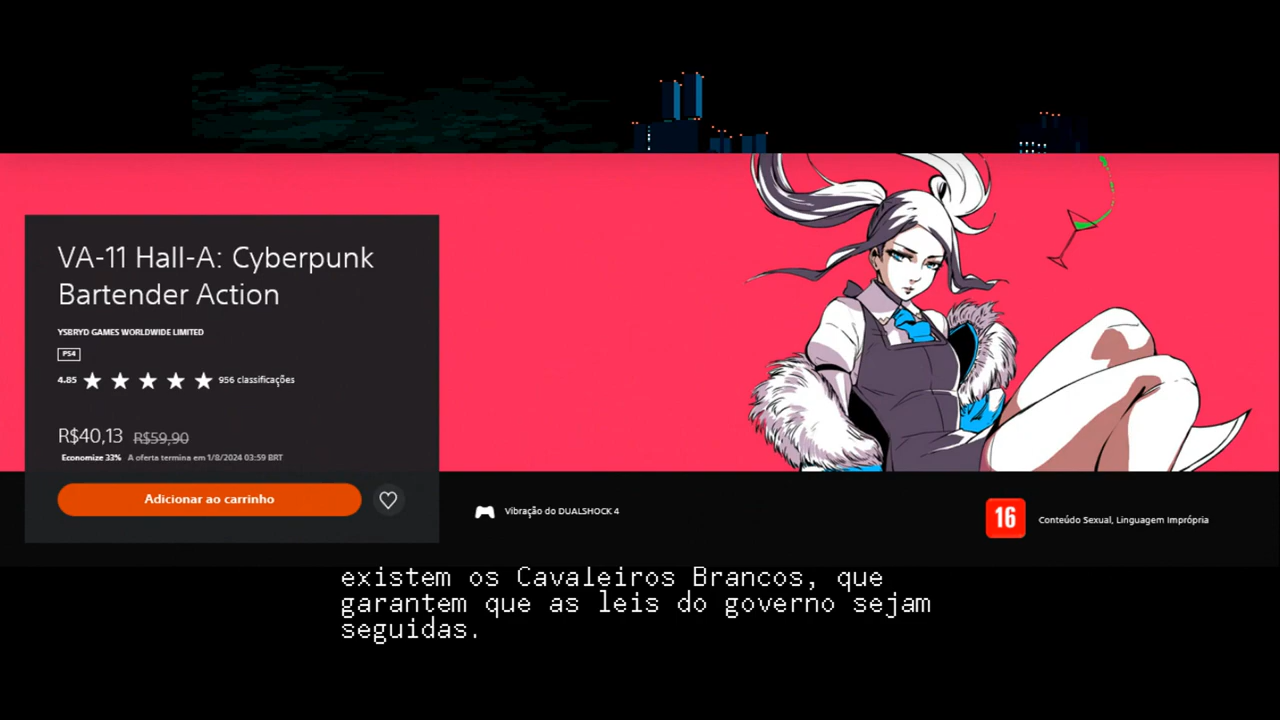 VA-11 Hall-A: Cyberpunk
Bartender Action
YSBRYD GAMES WORLDWIDE LIMITED
PS4
4.85 956 classificações
R$40,13 R$59,90
Economize 33% A oferta termina em 1/8/2024 03:59 BRT
Adicionar ao carrinho
Vibração do DUALSHOCK 4
16 Conteúdo Sexual, Linguagem Imprópria
existem os Cavaleiros Brancos, que
garantem que as leis do governo sejam
seguidas.